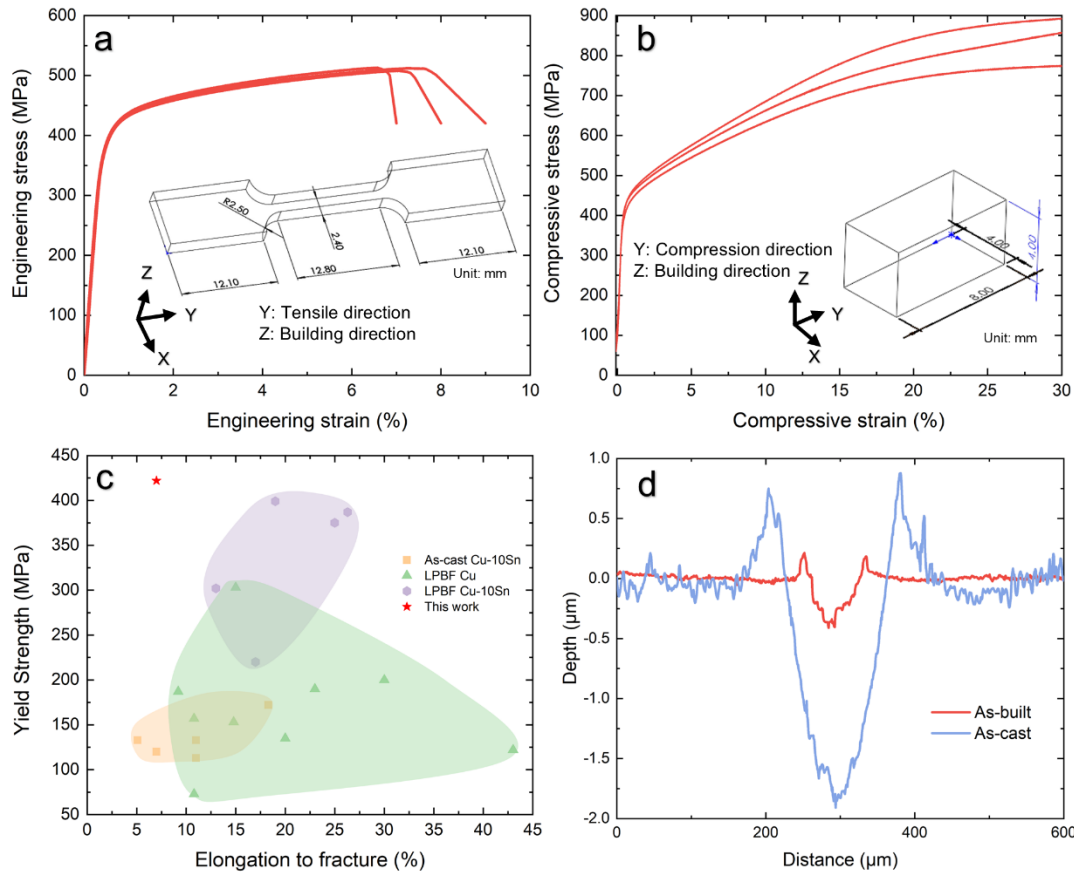 a
Engineering stress (MPa)
600
500
400
300
200
100
0
0 2 4 6 8 10
Engineering strain (%)
R2.50
2.40
12.10
12.80
12.10
Unit: mm
Z
Y
X
Y: Tensile direction
Z: Building direction
b
Compressive stress (MPa)
900
800
700
600
500
400
300
200
100
0
0 5 10 15 20 25 30
Compressive strain (%)
Y: Compression direction
Z: Building direction
Z
Y
X
4.00
4.00
8.00
Unit: mm
c
Yield Strength (MPa)
450
400
350
300
250
200
150
100
50
0 5 10 15 20 25 30 35 40 45
Elongation to fracture (%)
As-cast Cu-10Sn
LPBF Cu
LPBF Cu-10Sn
This work
d
Depth (μm)
1.0
0.5
0.0
-0.5
-1.0
-1.5
-2.0
0 200 400 600
Distance (μm)
As-built
As-cast